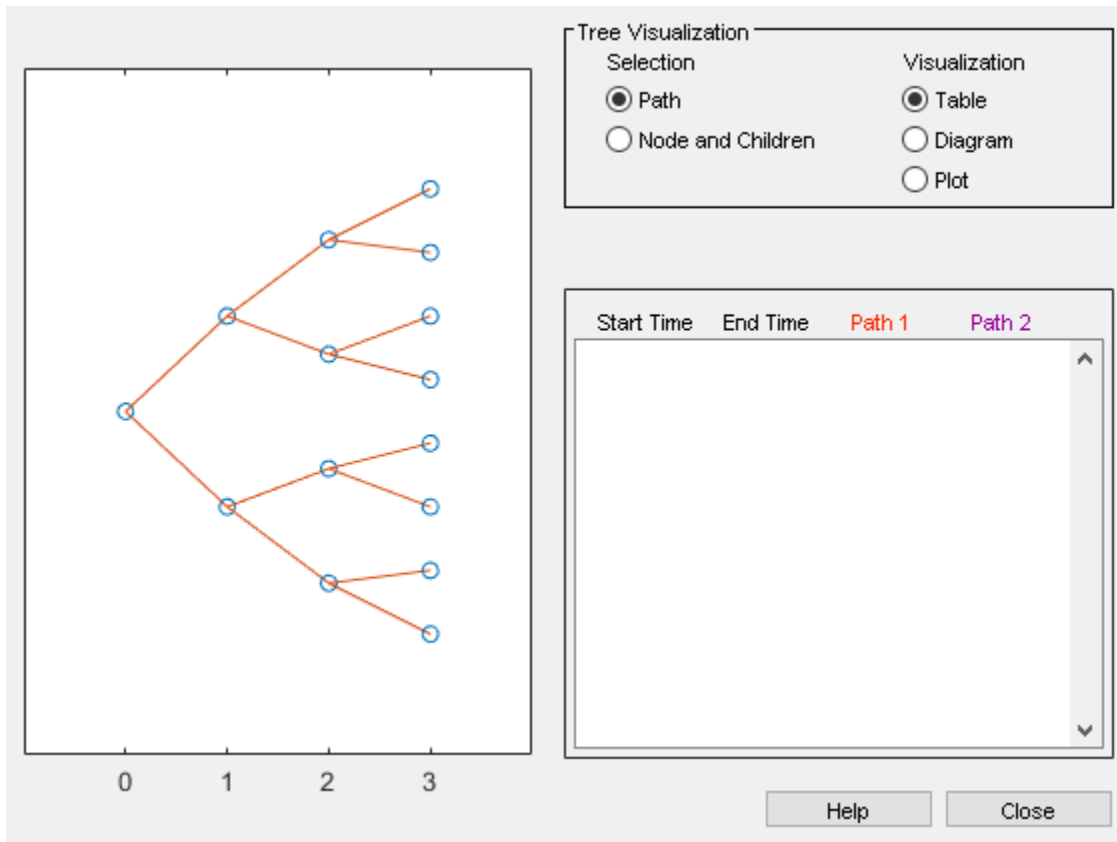 Tree Visualization
Selection
Visualization
Path
Table
Node and Children
Diagram
Plot
Start Time End Time Path 1 Path 2
0 1 2 3
Help Close